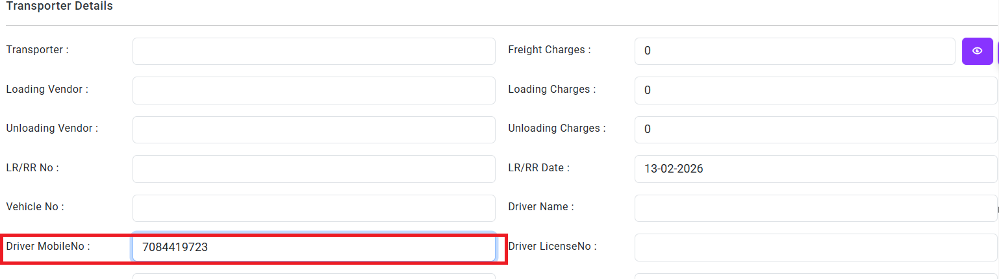 Transporter Details
Transporter :
Freight Charges : 0
Loading Vendor :
Loading Charges : 0
Unloading Vendor :
Unloading Charges : 0
LR/RR No :
LR/RR Date : 13-02-2026
Vehicle No :
Driver Name :
Driver MobileNo : 7084419723
Driver LicenseNo :